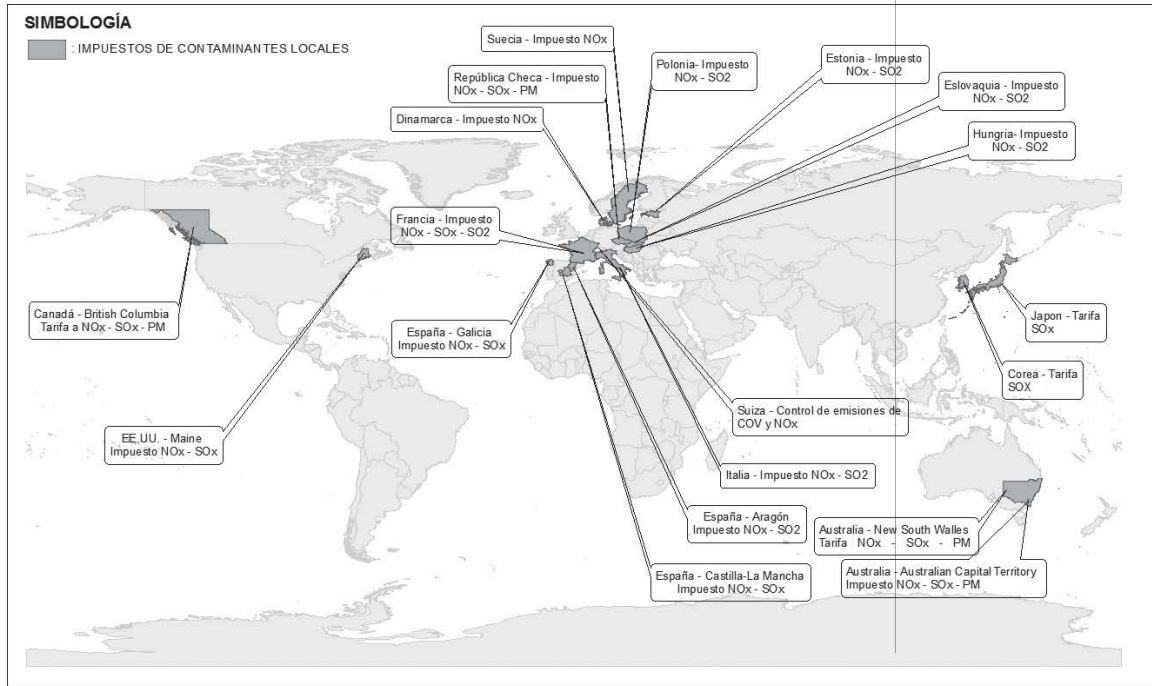 SIMBOLOGÍA
: IMPUESTOS DE CONTAMINANTES LOCALES
Suecia - Impuesto NOx
República Checa - Impuesto
NOx - SOx - PM
Dinamarca - Impuesto NOx
Polonia- Impuesto
NOx - SO2
Estonia - Impuesto
NOx - SO2
Eslovaquia - Impuesto
NOx - SO2
Hungria- Impuesto
NOx - SO2
Francia - Impuesto
NOx - SOx - SO2
Canadá - British Columbia
Tarifa a NOx - SOx - PM
España - Galicia
Impuesto NOx - SOx
Japon - Tarifa
SOx
Corea - Tarifa
SOX
EE,UU. - Maine
Impuesto NOx - SOx
Suiza - Control de emisiones de
COV y NOx
Italia - Impuesto NOx - SO2
España - Aragón
Impuesto NOx - SO2
Australia - New South Walles
Tarifa NOx - SOx - PM
España - Castilla-La Mancha
Impuesto NOx - SOx
Australia - Australian Capital Territory
Impuesto NOx - SOx - PM